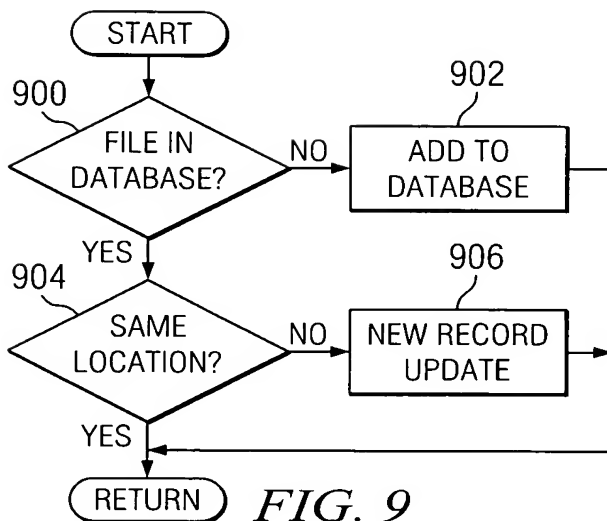 START
900
FILE IN
DATABASE?
NO
902
ADD TO
DATABASE
YES
904
SAME
LOCATION?
NO
906
NEW RECORD
UPDATE
YES
RETURN
FIG. 9